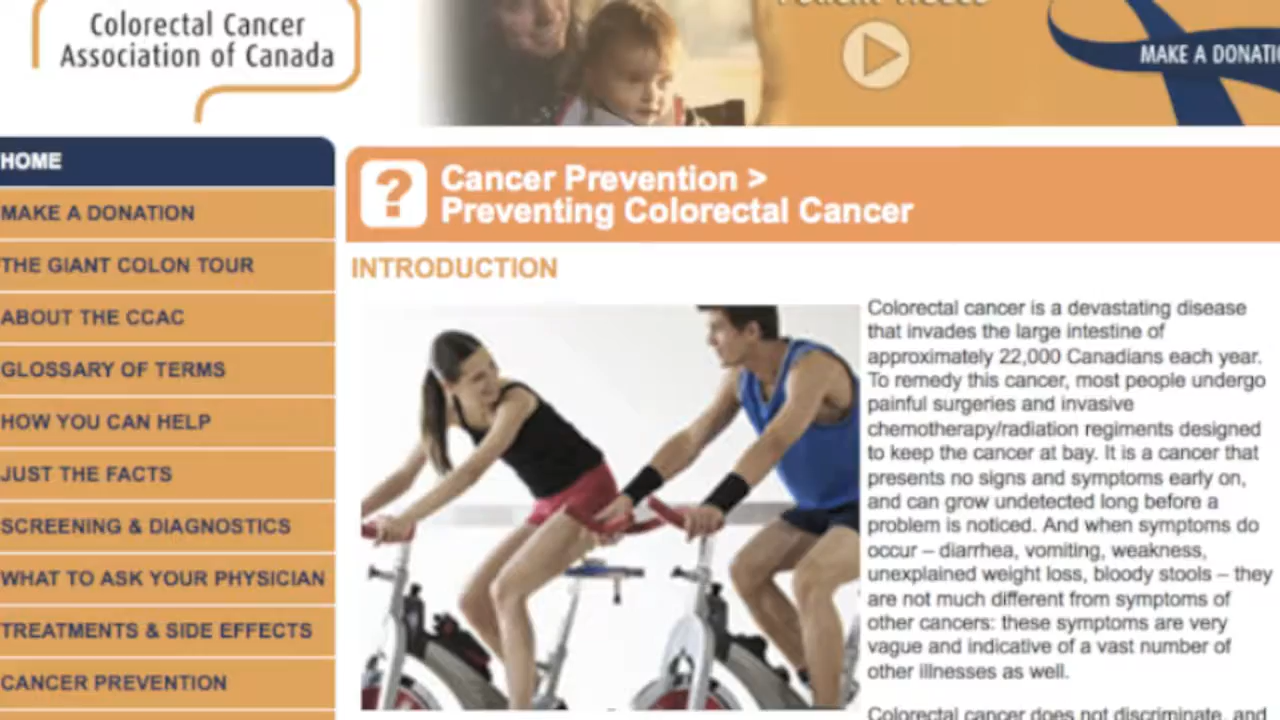 Colorectal Cancer
Association of Canada
MAKE A
HOME
MAKE A DONATION
THE GIANT COLON TOUR
ABOUT THE CCAC
GLOSSARY OF TERMS
HOW YOU CAN HELP
JUST THE FACTS
SCREENING & DIAGNOSTICS
WHAT TO ASK YOUR PHYSICIAN
TREATMENTS & SIDE EFFECTS
CANCER PREVENTION
?
Cancer Prevention >
Preventing Colorectal Cancer
INTRODUCTION
Colorectal cancer is a devastating disease
that invades the large intestine of
approximately 22,000 Canadians each year.
To remedy this cancer, most people undergo
painful surgeries and invasive
chemotherapy/radiation regiments designed
to keep the cancer at bay. It is a cancer that
presents no signs and symptoms early on,
and can grow undetected long before a
problem is noticed. And when symptoms do
occur – diarrhea, vomiting, weakness,
unexplained weight loss, bloody stools – they
are not much different from symptoms of
other cancers: these symptoms are very
vague and indicative of a vast number of
other illnesses as well.
Colorectal cancer does not discriminate, and